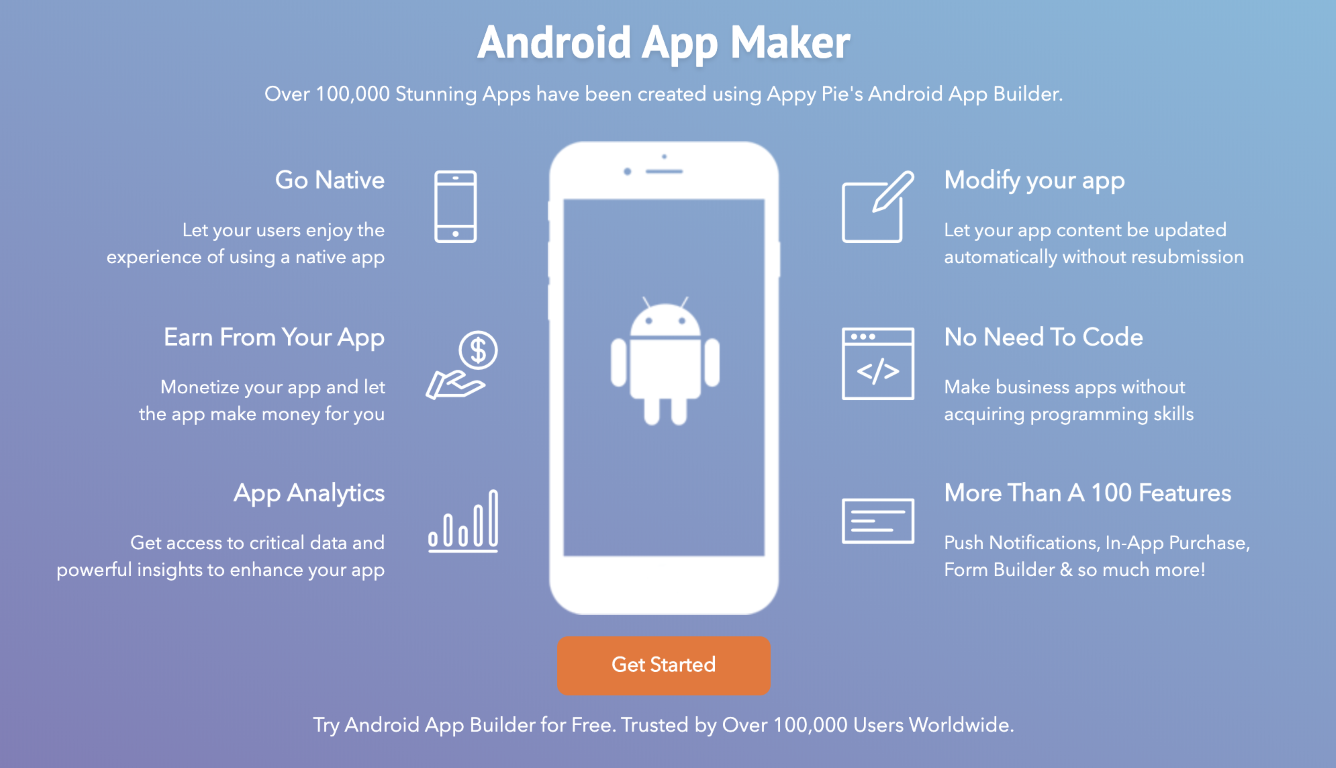 Android App Maker
Over 100,000 Stunning Apps have been created using Appy Pie's Android App Builder.
Go Native
Let your users enjoy the
experience of using a native app
Earn From Your App
Monetize your app and let
the app make money for you
App Analytics
Get access to critical data and
powerful insights to enhance your app
$
Modify your app
Let your app content be updated
automatically without resubmission
No Need To Code
Make business apps without
acquiring programming skills
</>
More Than A 100 Features
Push Notifications, In-App Purchase,
Form Builder & so much more!
Get Started
Try Android App Builder for Free. Trusted by Over 100,000 Users Worldwide.